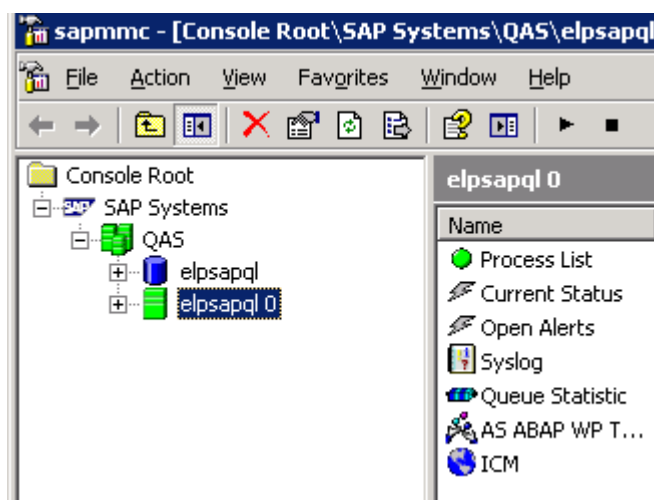 sapmmc - [Console Root\SAP Systems\QAS\elpsapql
File Action View Favorites Window Help
Console Root
SAP SAP Systems
QAS
elpsapql
elpsapql 0
elpsapql 0
Name
Process List
Current Status
Open Alerts
Syslog
Queue Statistic
AS ABAP WP T...
ICM